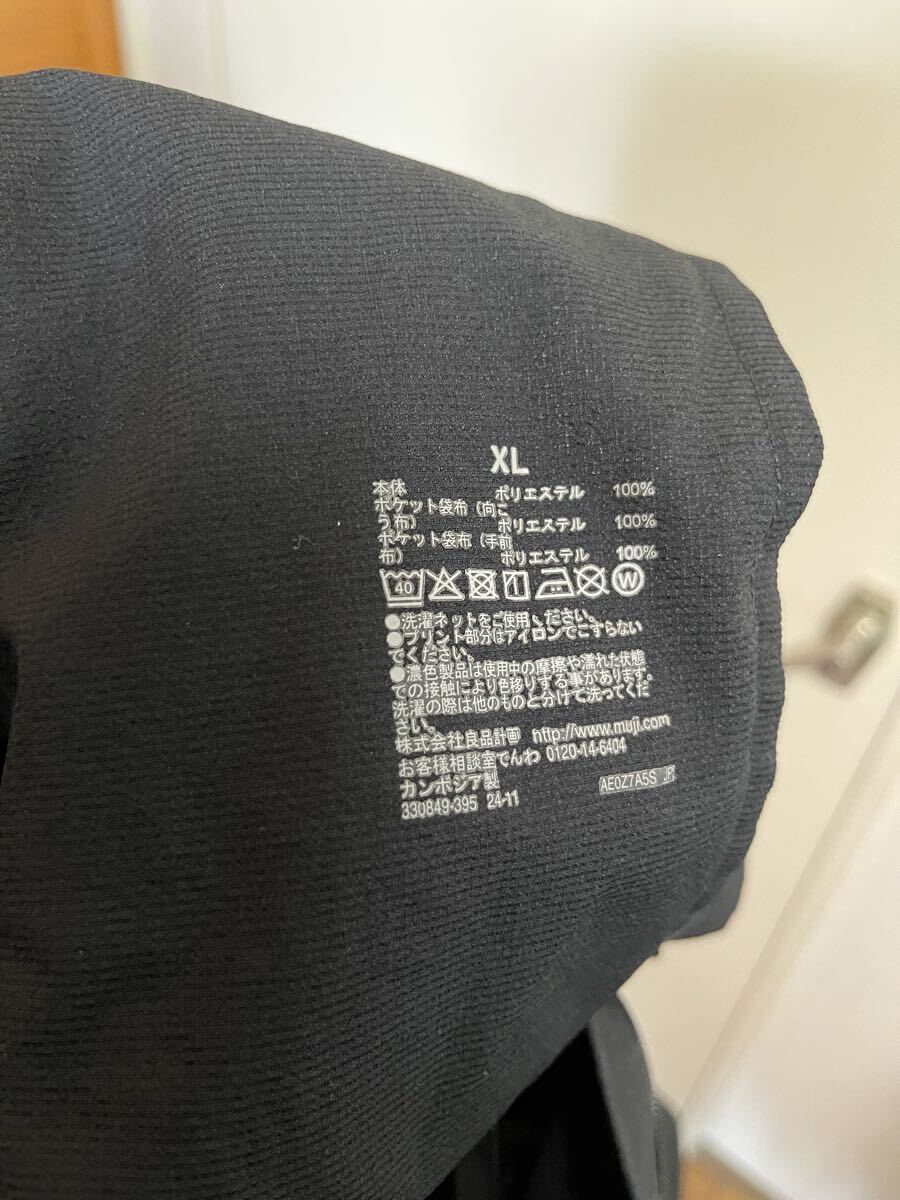 XL
本体 ポリエステル 100%
ポケット袋布（向こ
う布） ポリエステル 100%
ポケット袋布（手前
布） ポリエステル 100%
40 W
●洗濯ネットをご使用ください。
●プリント部分はアイロンでこすらない
でください。
●濃色製品は使用中の摩擦や濡れた状態
での接触により色移りする事があります。
洗濯の際は他のものと分けて洗ってくだ
さい。
株式会社良品計画 http://www.muji.com
お客様相談室でんわ 0120-14-6404
カンボジア製
330849-395 24-11 AE0Z7A5S JP